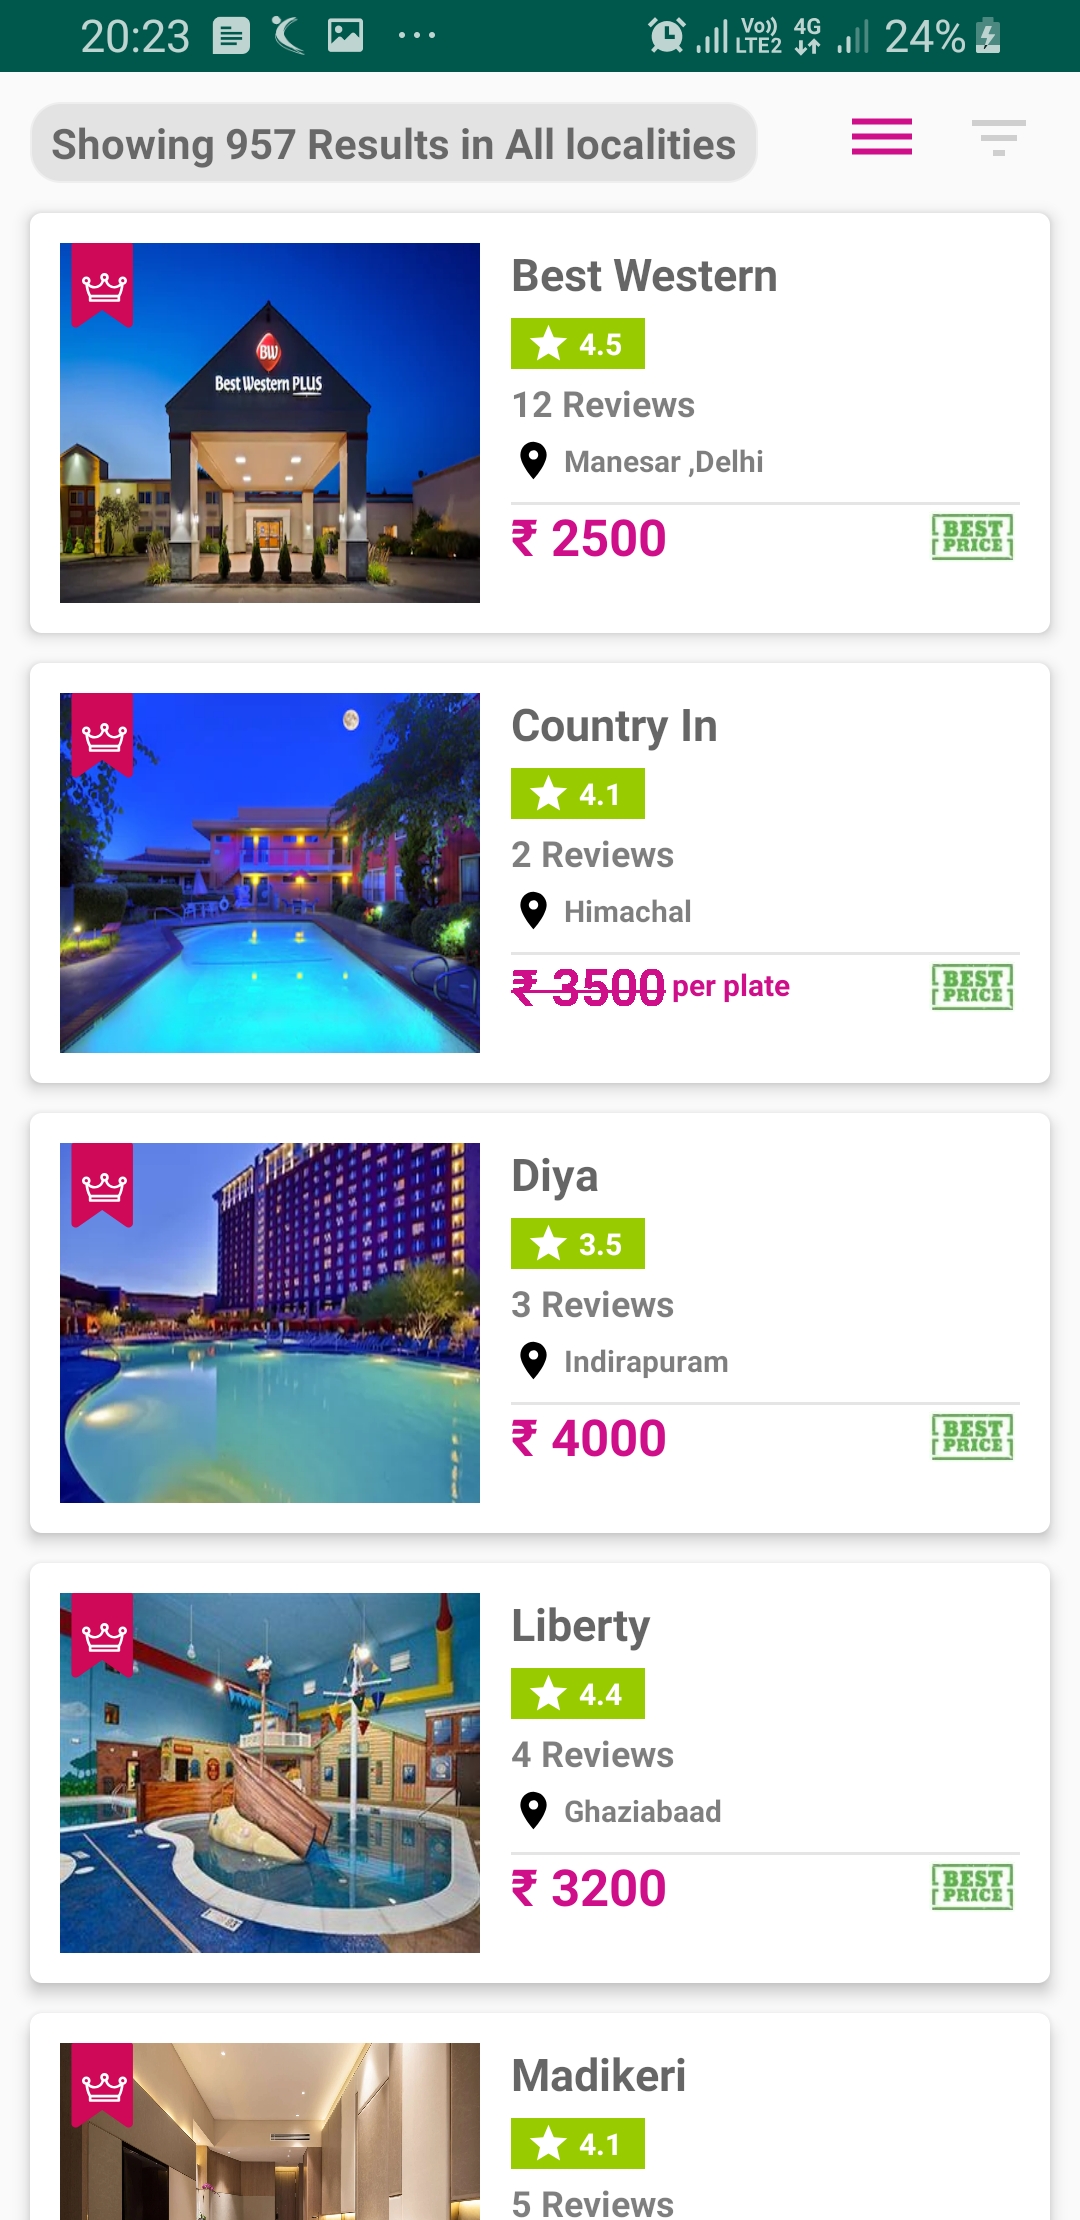 20:23 Vo)) LTE2 4G 24%
Showing 957 Results in All localities
BW
Best Western PLUS
Best Western
4.5
12 Reviews
Manesar ,Delhi
₹ 2500
BEST
PRICE
Country In
4.1
2 Reviews
Himachal
₹ 3500 per plate
BEST
PRICE
Diya
3.5
3 Reviews
Indirapuram
₹ 4000
BEST
PRICE
Liberty
4.4
4 Reviews
Ghaziabaad
₹ 3200
BEST
PRICE
Madikeri
4.1
5 Reviews